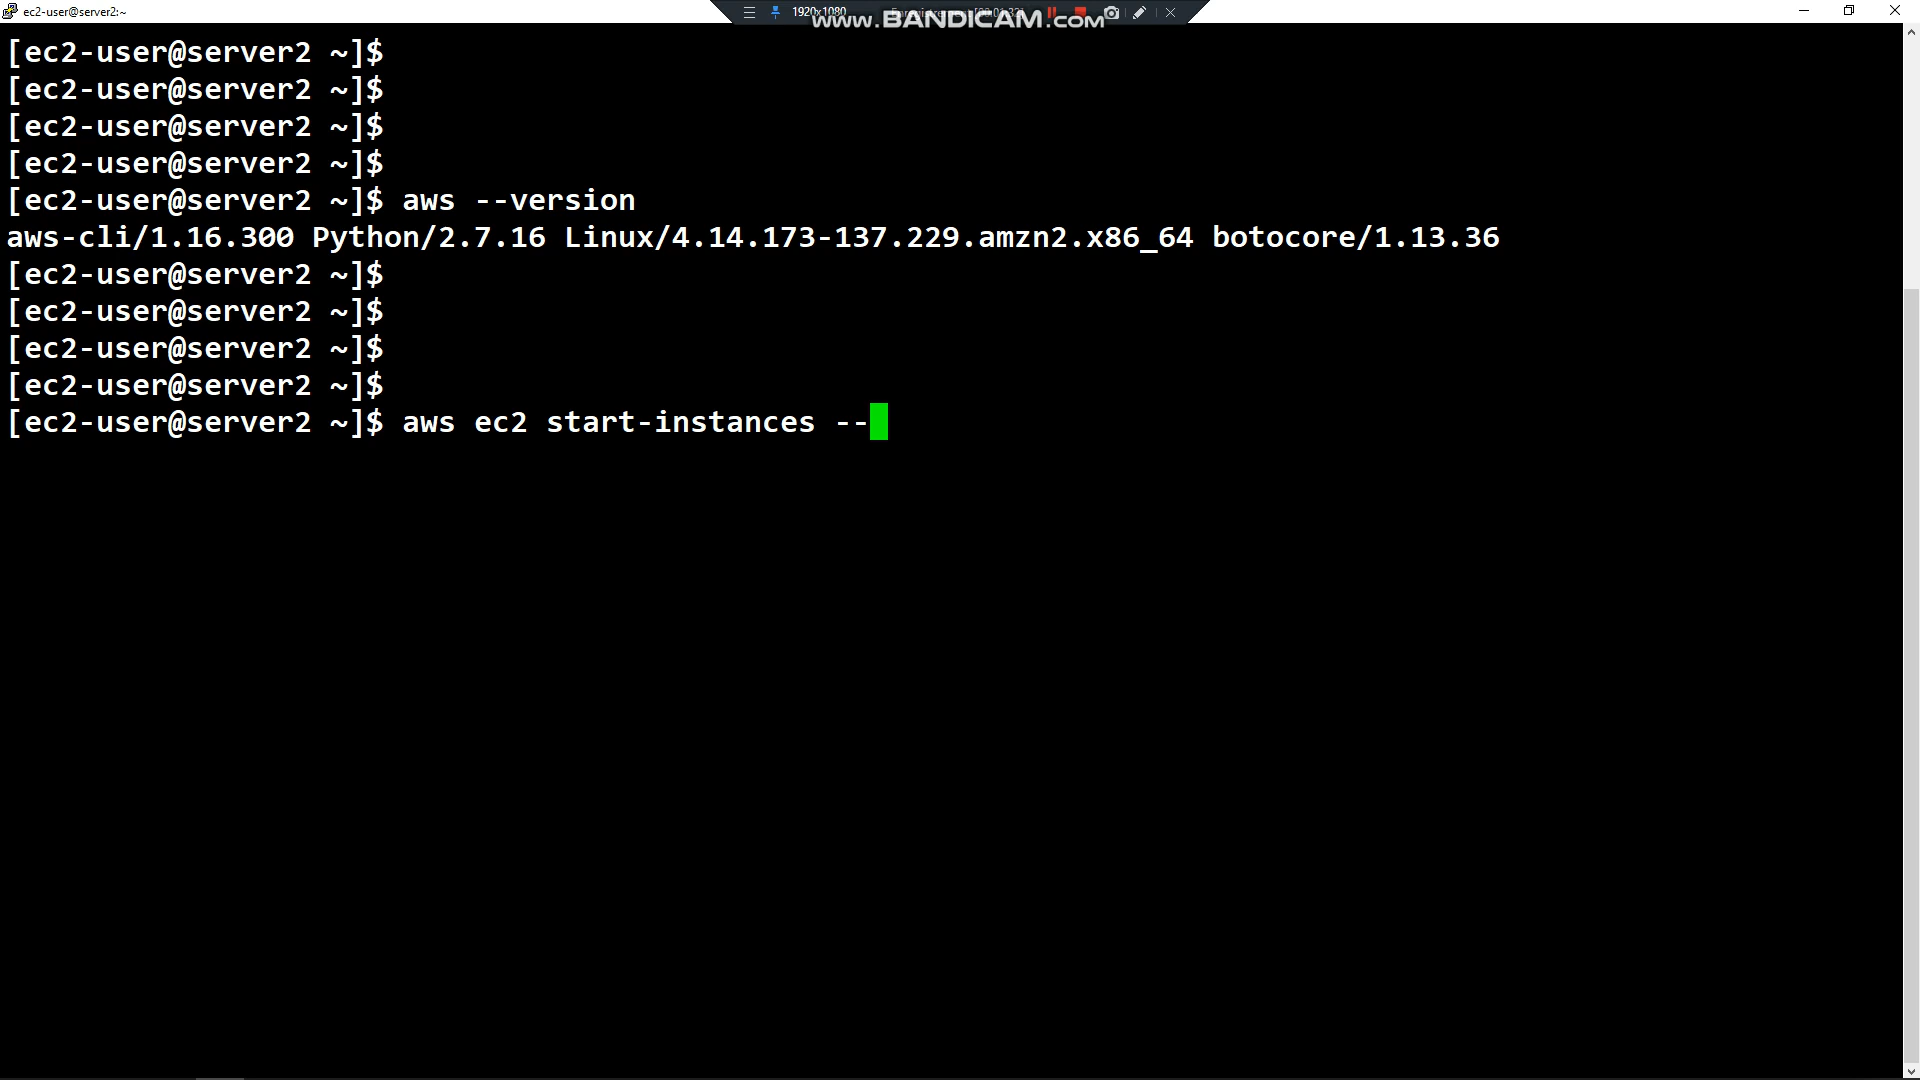 ec2-user@server2:~
1920x1080
www.BANDICAM.com
[ec2-user@server2 ~]$
[ec2-user@server2 ~]$
[ec2-user@server2 ~]$
[ec2-user@server2 ~]$
[ec2-user@server2 ~]$ aws --version
aws-cli/1.16.300 Python/2.7.16 Linux/4.14.173-137.229.amzn2.x86_64 botocore/1.13.36
[ec2-user@server2 ~]$
[ec2-user@server2 ~]$
[ec2-user@server2 ~]$
[ec2-user@server2 ~]$
[ec2-user@server2 ~]$ aws ec2 start-instances --